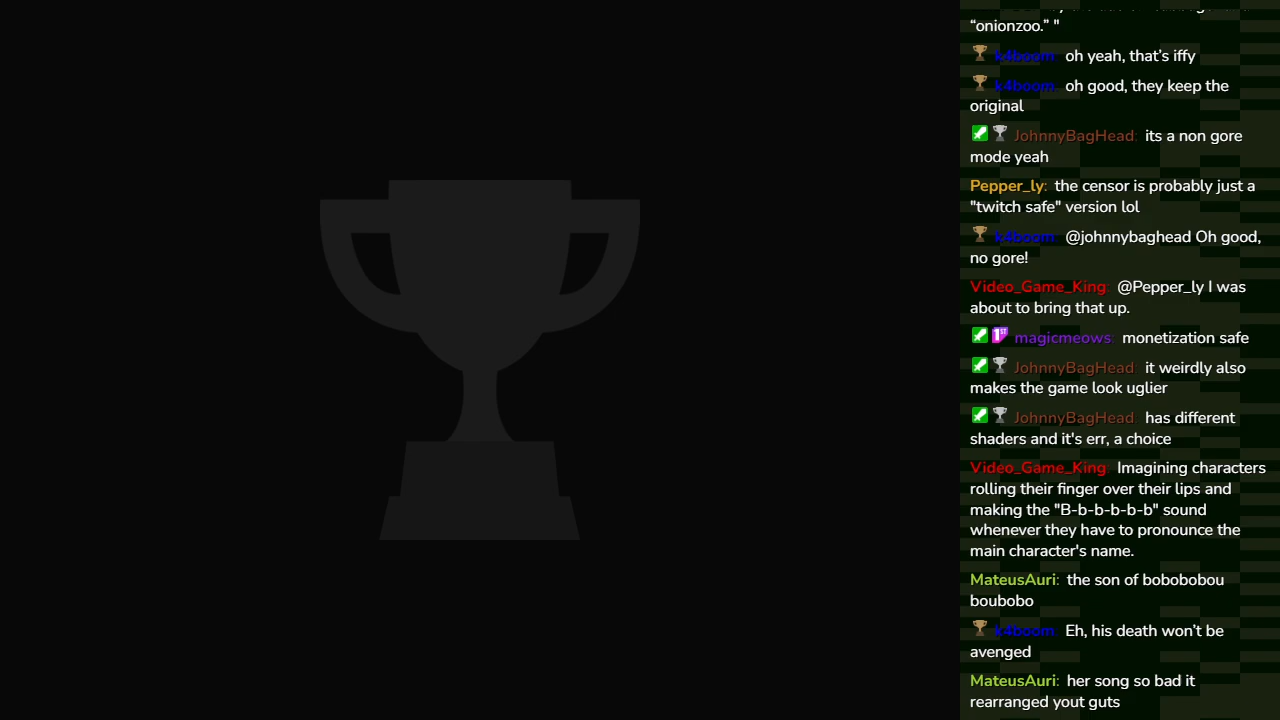 “onionzoo.” "
k4boom: oh yeah, that’s iffy
k4boom: oh good, they keep the
original
JohnnyBagHead: its a non gore
mode yeah
Pepper_ly: the censor is probably just a
"twitch safe" version lol
k4boom: @johnnybaghead Oh good,
no gore!
Video_Game_King: @Pepper_ly I was
about to bring that up.
magicmeows: monetization safe
JohnnyBagHead: it weirdly also
makes the game look uglier
JohnnyBagHead: has different
shaders and it's err, a choice
Video_Game_King: Imagining characters
rolling their finger over their lips and
making the "B-b-b-b-b-b" sound
whenever they have to pronounce the
main character's name.
MateusAuri: the son of bobobobou
boubobo
k4boom: Eh, his death won’t be
avenged
MateusAuri: her song so bad it
rearranged yout guts